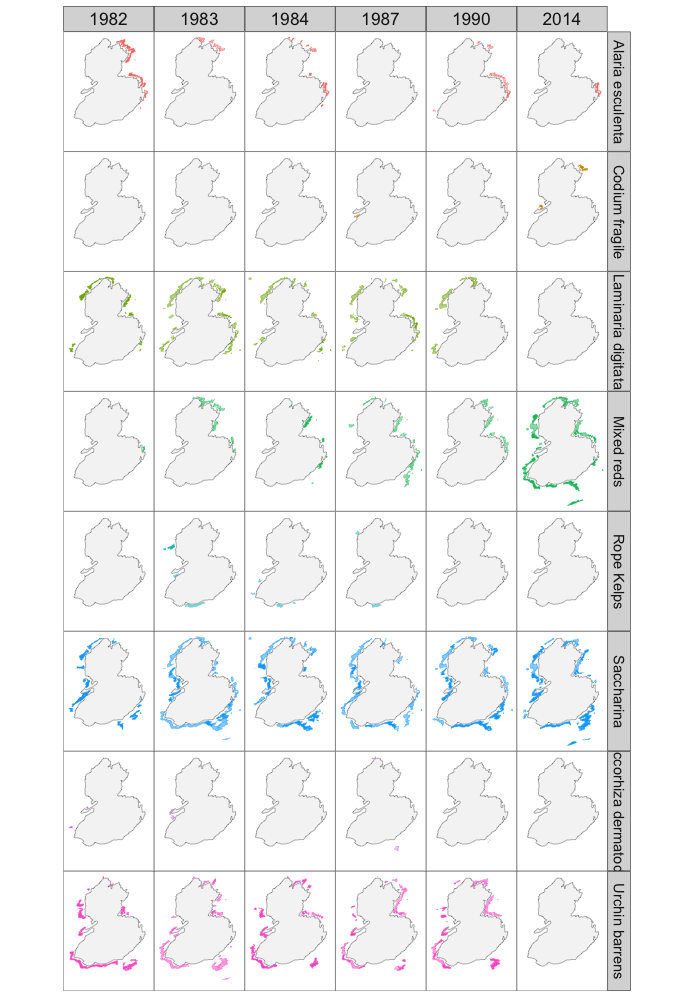 1982 1983 1984 1987 1990 2014
Alaria esculenta
Codium fragile
Laminaria digitata
Mixed reds
Rope Kelps
Saccharina
ccorhiza dermatod
Urchin barrens